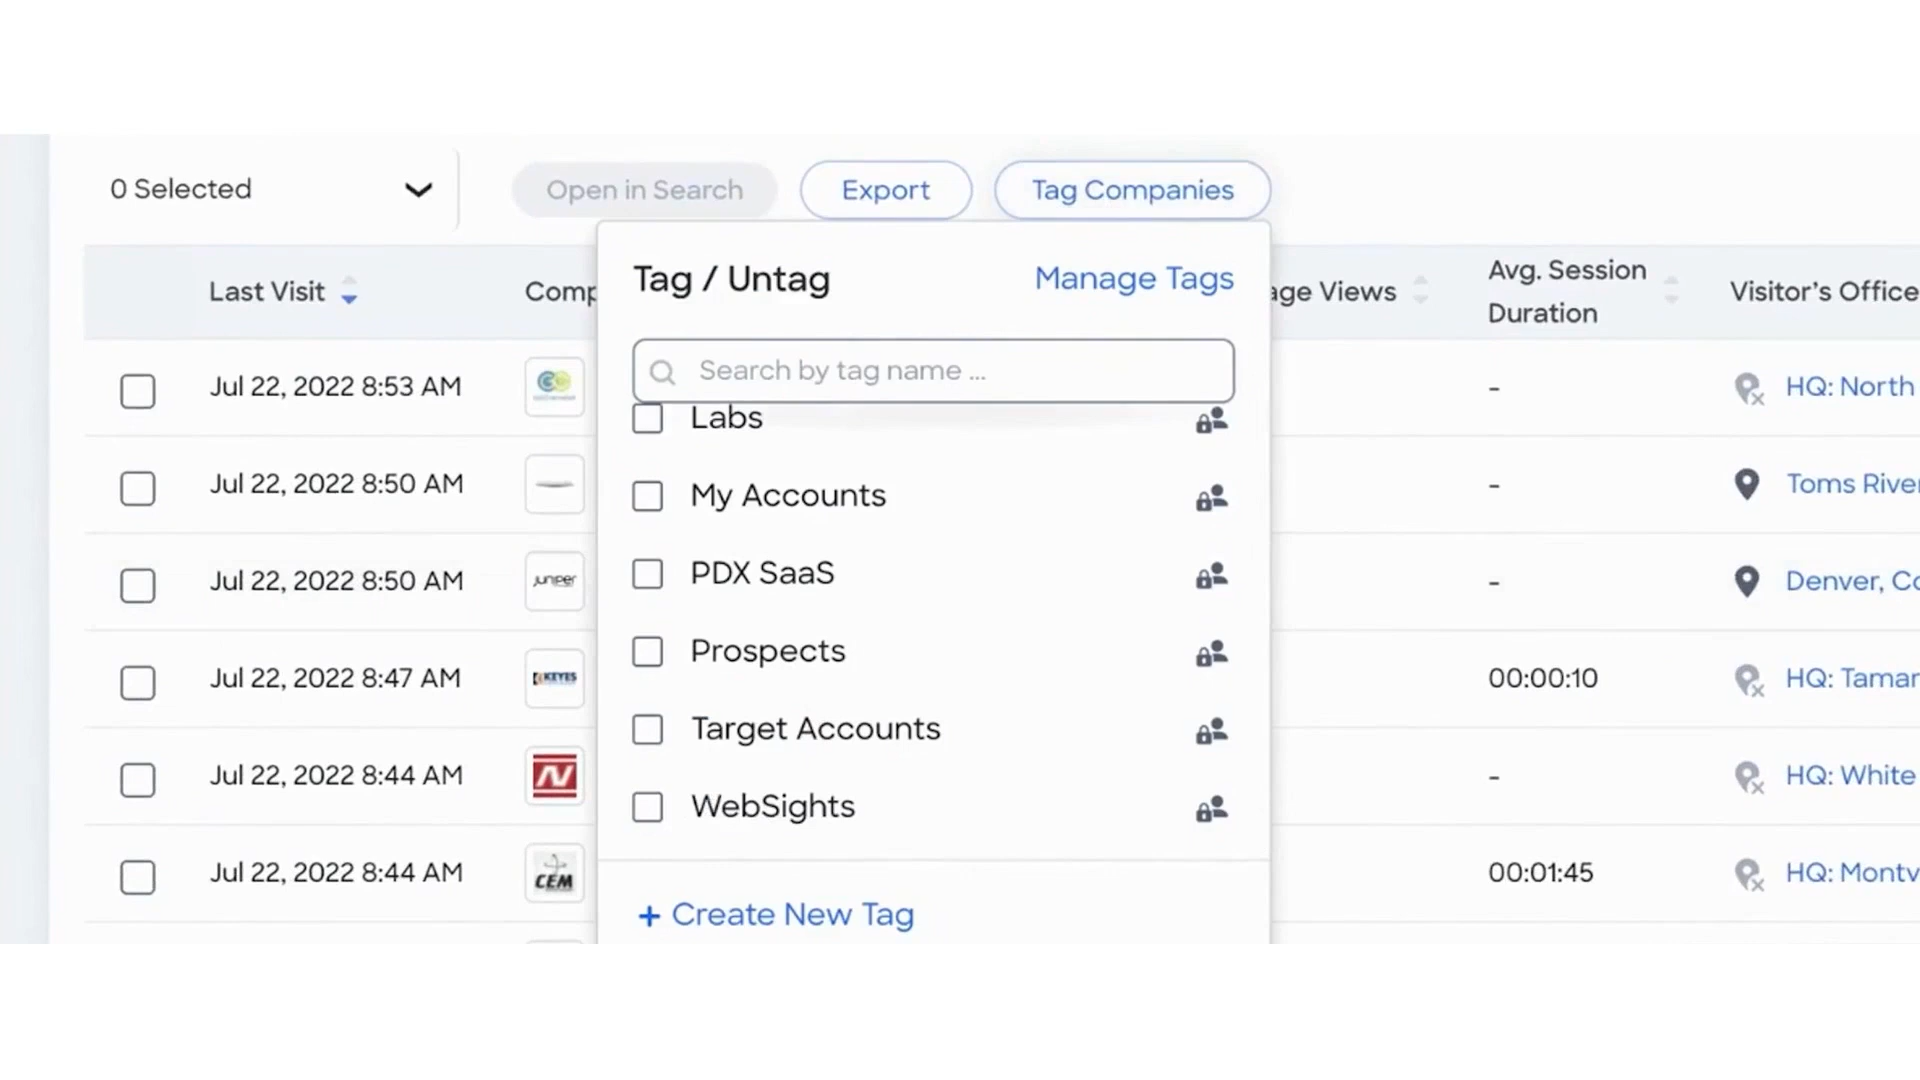 0 Selected
Open in Search
Export
Tag Companies
Last Visit
Comp
Tag / Untag
Manage Tags
age Views
Avg. Session
Duration
Visitor's Office
Search by tag name ...
Labs
My Accounts
PDX SaaS
Prospects
Target Accounts
WebSights
+ Create New Tag
Jul 22, 2022 8:53 AM
-
HQ: North
Jul 22, 2022 8:50 AM
-
Toms River
Jul 22, 2022 8:50 AM
JUNIPer
-
Denver, Co
Jul 22, 2022 8:47 AM
KEYES
00:00:10
HQ: Tamar
Jul 22, 2022 8:44 AM
N
-
HQ: White
Jul 22, 2022 8:44 AM
CEM
00:01:45
HQ: Montv